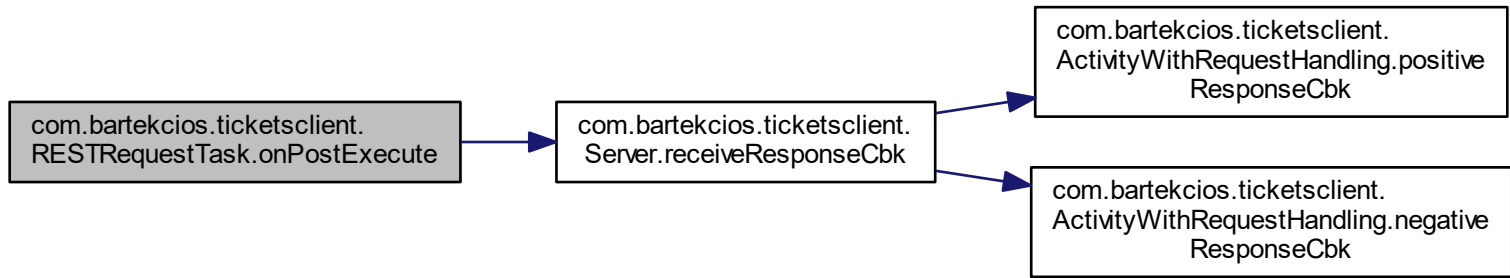 com.bartekcios.ticketsclient.
RESTRequestTask.onPostExecute
com.bartekcios.ticketsclient.
Server.receiveResponseCbk
com.bartekcios.ticketsclient.
ActivityWithRequestHandling.positive
ResponseCbk
com.bartekcios.ticketsclient.
ActivityWithRequestHandling.negative
ResponseCbk